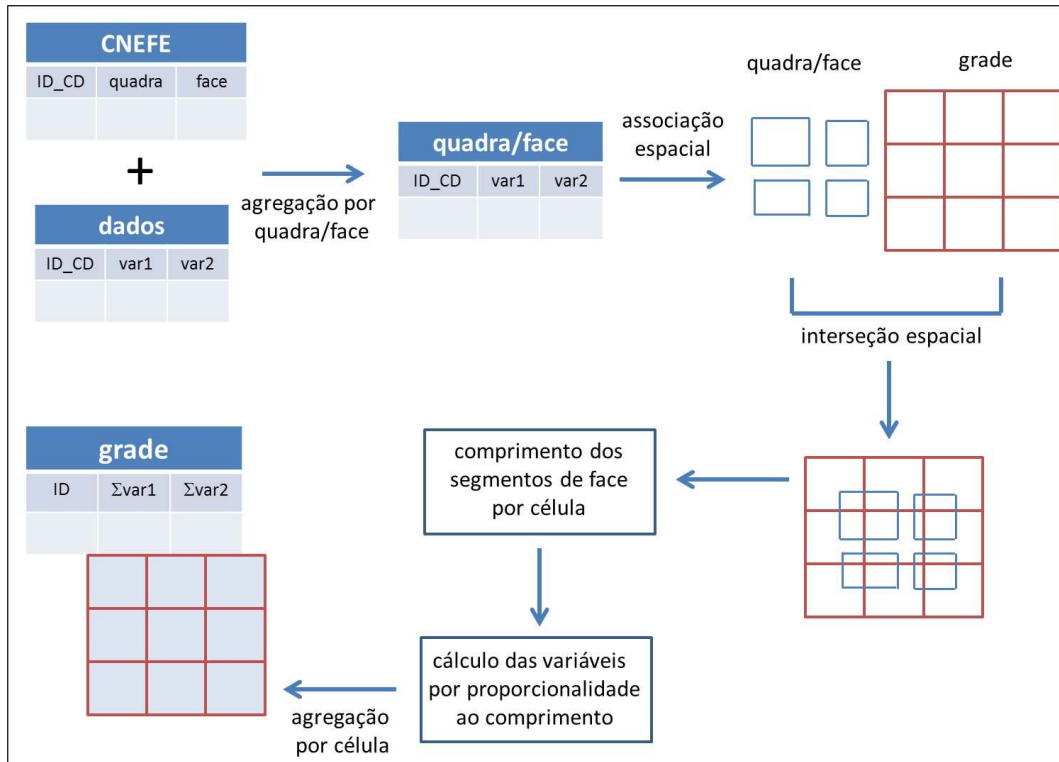 CNEFE
ID_CD quadra face
+
dados
ID_CD var1 var2
agregação por
quadra/face
quadra/face
ID_CD var1 var2
associação
espacial
quadra/face
grade
interseção espacial
comprimento dos
segmentos de face
por célula
cálculo das variáveis
por proporcionalidade
ao comprimento
agregação
por célula
grade
ID Σvar1 Σvar2